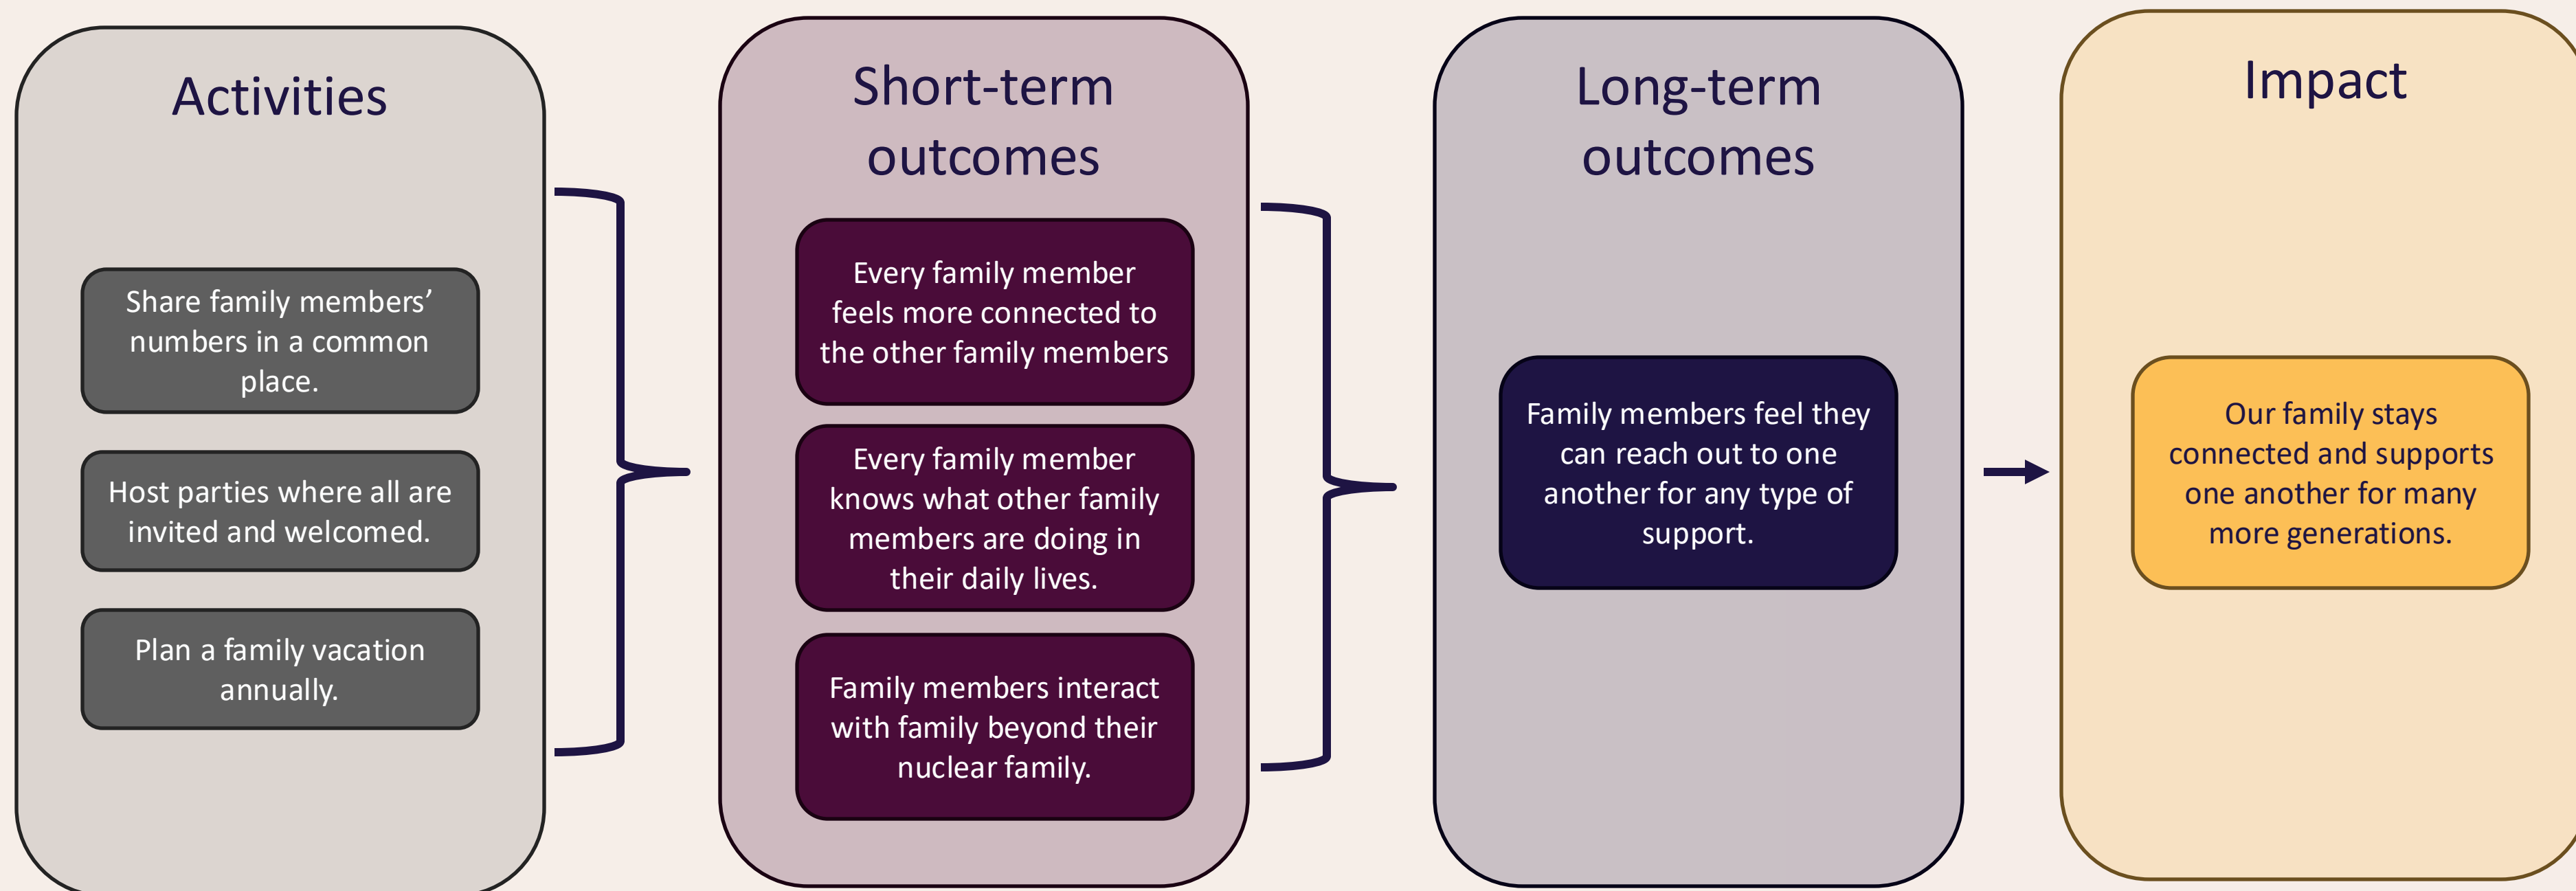 Activities
Share family members’
numbers in a common
place.
Host parties where all are
invited and welcomed.
Plan a family vacation
annually.
Short-term
outcomes
Every family member
feels more connected to
the other family members
Every family member
knows what other family
members are doing in
their daily lives.
Family members interact
with family beyond their
nuclear family.
Long-term
outcomes
Family members feel they
can reach out to one
another for any type of
support.
Impact
Our family stays
connected and supports
one another for many
more generations.